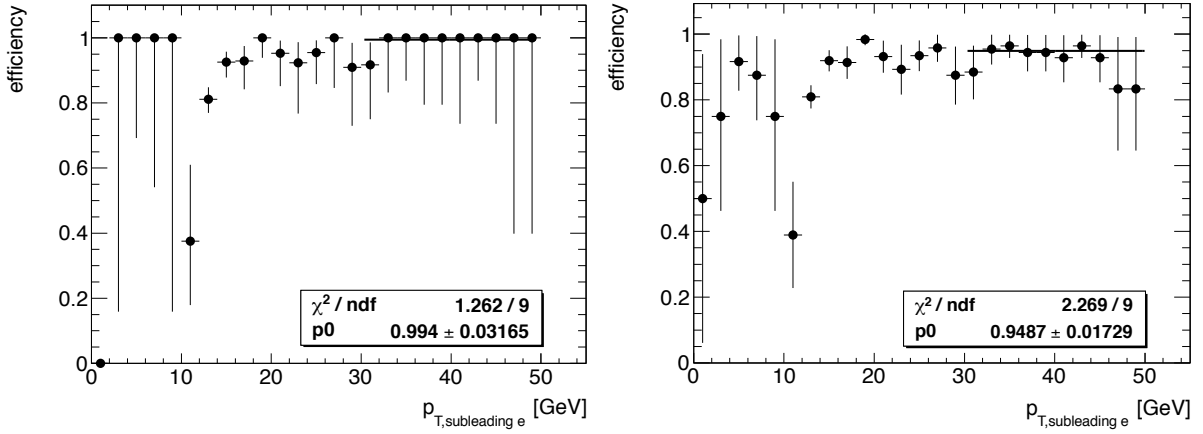 efficiency
1
0.8
0.6
0.4
0.2
0
0 10 20 30 40 50
p_T,subleading e [GeV]
χ² / ndf 1.262 / 9
p0 0.994 ± 0.03165
efficiency
1
0.8
0.6
0.4
0.2
0
0 10 20 30 40 50
p_T,subleading e [GeV]
χ² / ndf 2.269 / 9
p0 0.9487 ± 0.01729